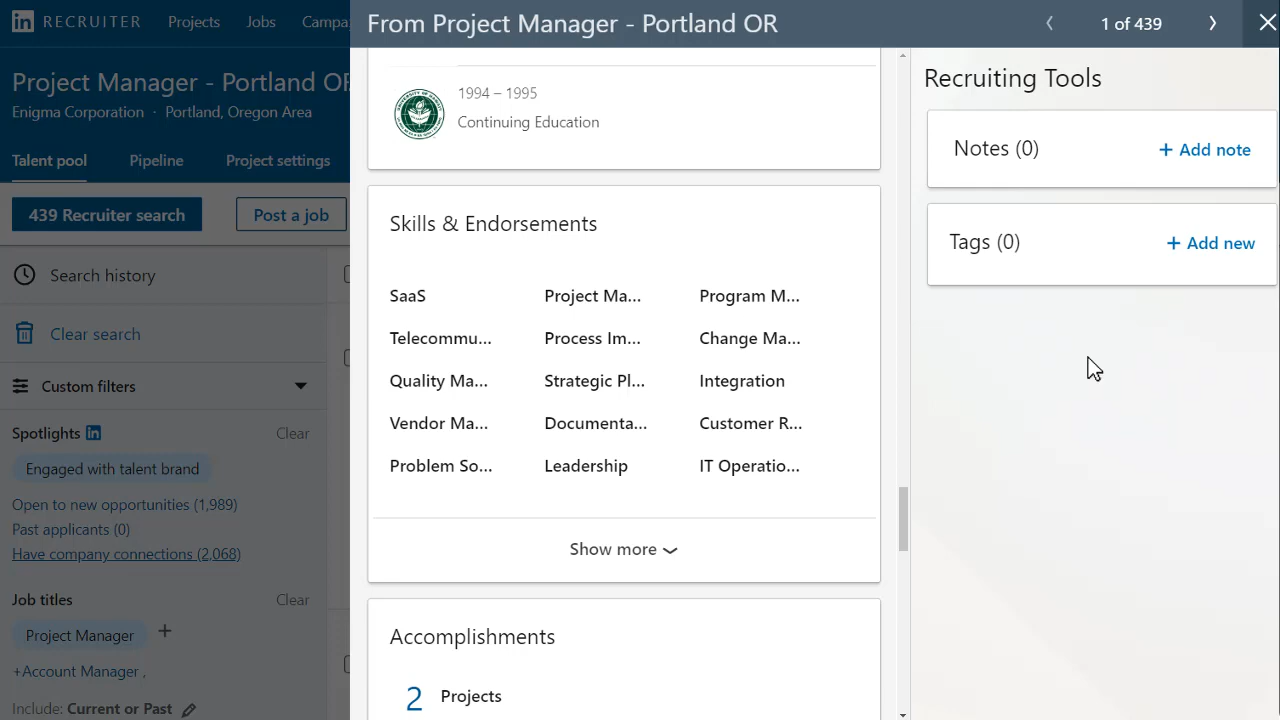 in RECRUITER Projects Jobs Campa
Project Manager - Portland OR
Enigma Corporation · Portland, Oregon Area
Talent pool Pipeline Project settings
439 Recruiter search Post a job
Search history
Clear search
Custom filters
Spotlights in Clear
Engaged with talent brand
Open to new opportunities (1,989)
Past applicants (0)
Have company connections (2,068)
Job titles Clear
Project Manager +
+Account Manager ,
Include: Current or Past
From Project Manager - Portland OR 1 of 439
1994 – 1995
Continuing Education
Skills & Endorsements
SaaS Project Ma... Program M...
Telecommu... Process Im... Change Ma...
Quality Ma... Strategic Pl... Integration
Vendor Ma... Documenta... Customer R...
Problem So... Leadership IT Operatio...
Show more
Accomplishments
2 Projects
Recruiting Tools
Notes (0) + Add note
Tags (0) + Add new